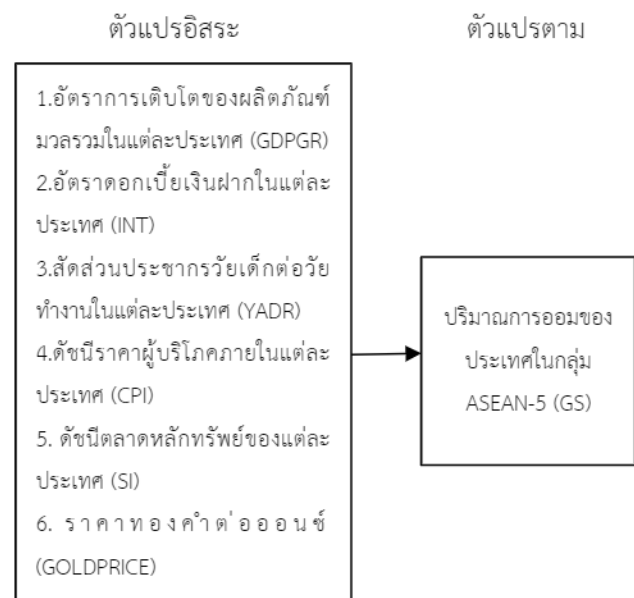 ตัวแปรอิสระ
ตัวแปรตาม
1.อัตราการเติบโตของผลิตภัณฑ์
มวลรวมในแต่ละประเทศ (GDPGR)
2.อัตราดอกเบี้ยเงินฝากในแต่ละ
ประเทศ (INT)
3.สัดส่วนประชากรวัยเด็กต่อวัย
ทำงานในแต่ละประเทศ (YADR)
4.ดัชนีราคาผู้บริโภคภายในแต่ละ
ประเทศ (CPI)
5. ดัชนีตลาดหลักทรัพย์ของแต่ละ
ประเทศ (SI)
6. ราคาทองคำต่อออนซ์
(GOLDPRICE)
ปริมาณการออมของ
ประเทศในกลุ่ม
ASEAN-5 (GS)